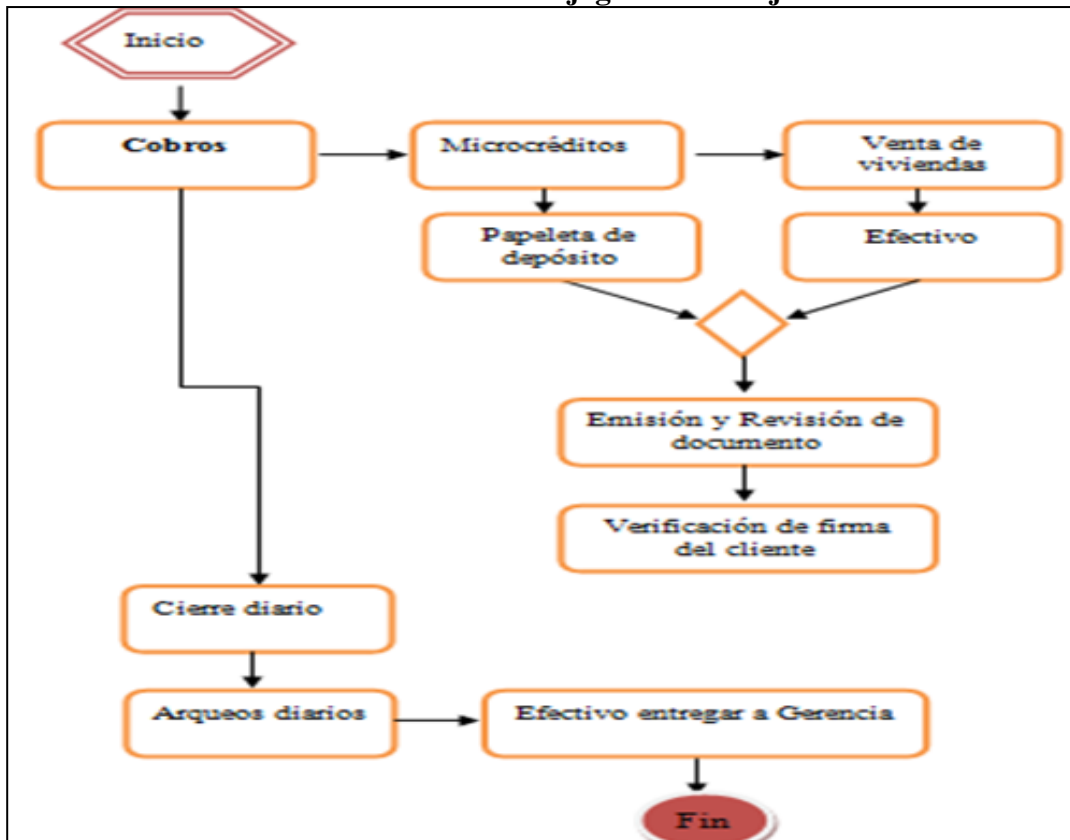 Inicio
Cobros
Microcréditos
Venta de
viviendas
Papeleta de
depósito
Efectivo
Emisión y Revisión de
documento
Verificación de firma
del cliente
Cierre diario
Arqueos diarios
Efectivo entregar a Gerencia
Fin